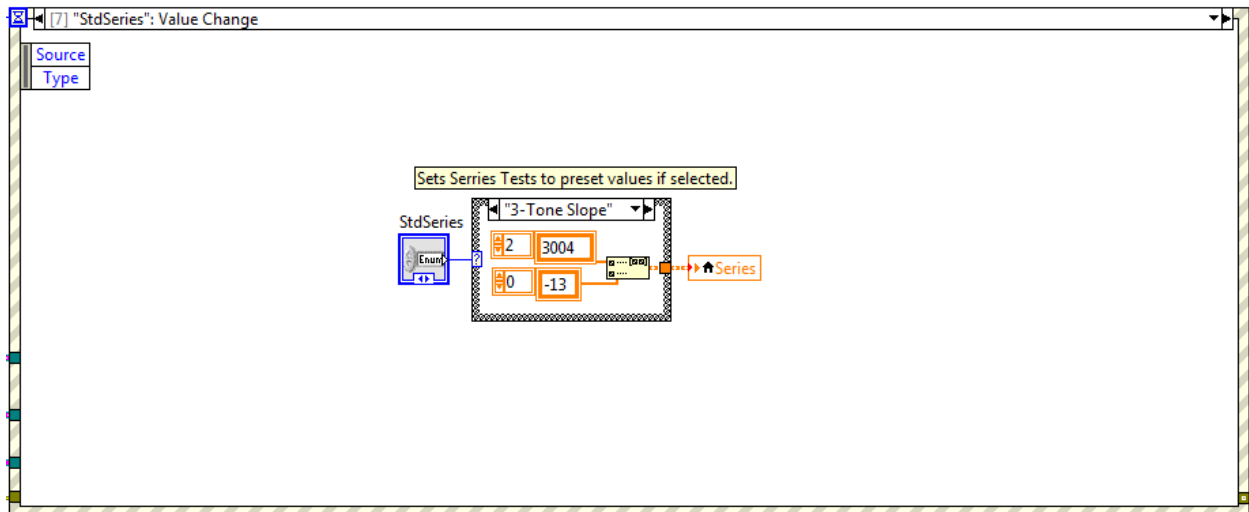 [7] "StdSeries": Value Change
Source
Type
Sets Serries Tests to preset values if selected.
StdSeries
"3-Tone Slope"
Enum
?
2
3004
0
-13
Series